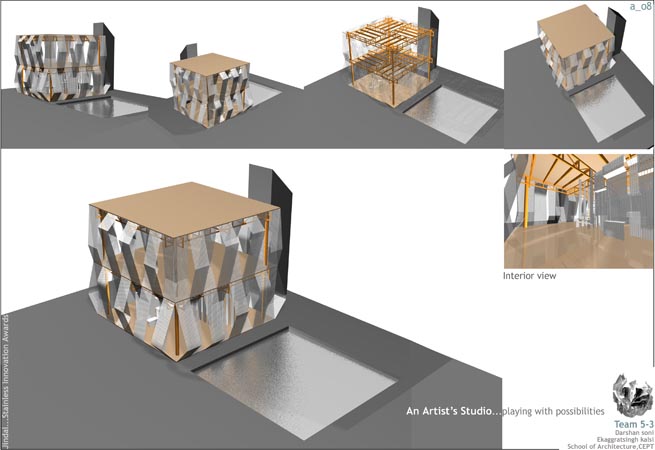 a_08
Interior view
Jindal...Stainless Innovation Awards
An Artist's Studio...playing with possibilities
Team 5-3
Darshan soni
Ekaggratsingh kalsi
School of Architecture,CEPT